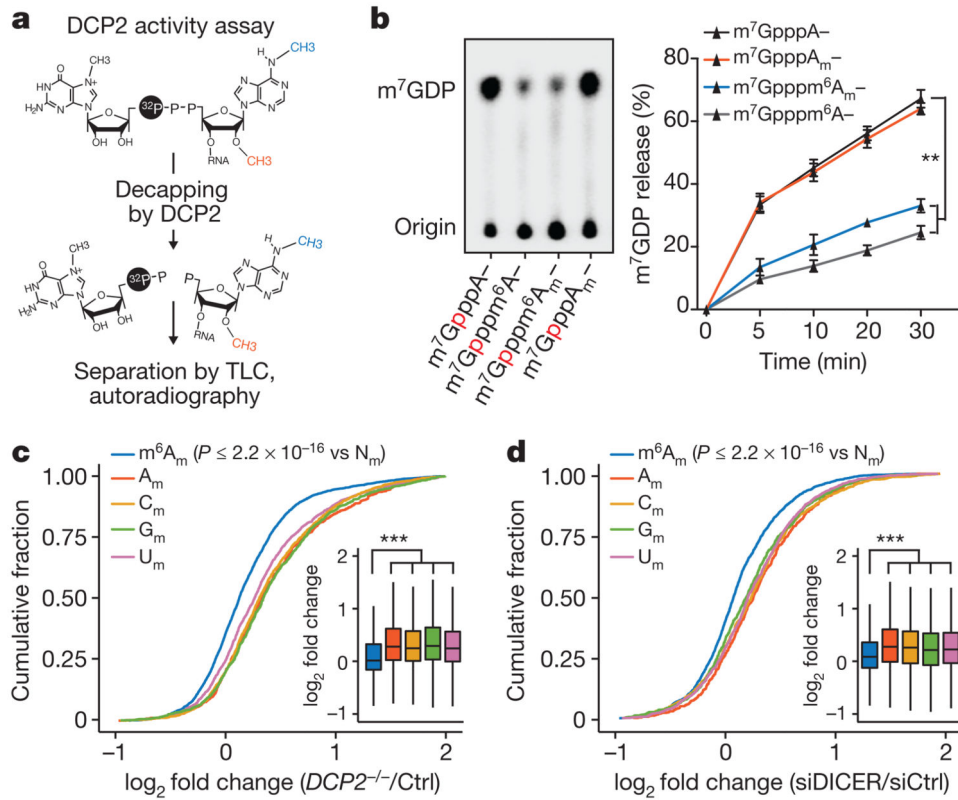 a
DCP2 activity assay
CH3
H
N
CH3
O
N+
HN
H₂N
N
N
O
³²P
P
P
O
N
N
N
N
OH
OH
O
O
RNA
CH3
Decapping
by DCP2
CH3
H
N
CH3
O
N+
HN
H₂N
N
N
O
³²P
P
P
O
N
N
N
N
OH
OH
O
O
RNA
CH3
Separation by TLC,
autoradiography
b
m⁷GDP
Origin
m⁷GpppA–
m⁷Gpppm⁶A–
m⁷Gpppm⁶Aₘ–
m⁷GpppAₘ–
m⁷GpppA–
m⁷GpppAₘ–
m⁷Gpppm⁶Aₘ–
m⁷Gpppm⁶A–
m⁷GDP release (%)
80
60
40
20
0
**
0
5
10
20
30
Time (min)
c
m⁶Aₘ (P ≤ 2.2 × 10⁻¹⁶ vs Nₘ)
Aₘ
Cₘ
Gₘ
Uₘ
Cumulative fraction
1.00
0.75
0.50
0.25
0
–1
0
1
2
log₂ fold change (DCP2⁻/⁻/Ctrl)
***
log₂ fold change
2
1
0
–1
d
m⁶Aₘ (P ≤ 2.2 × 10⁻¹⁶ vs Nₘ)
Aₘ
Cₘ
Gₘ
Uₘ
Cumulative fraction
1.00
0.75
0.50
0.25
0
–1
0
1
2
log₂ fold change (siDICER/siCtrl)
***
log₂ fold change
2
1
0
–1